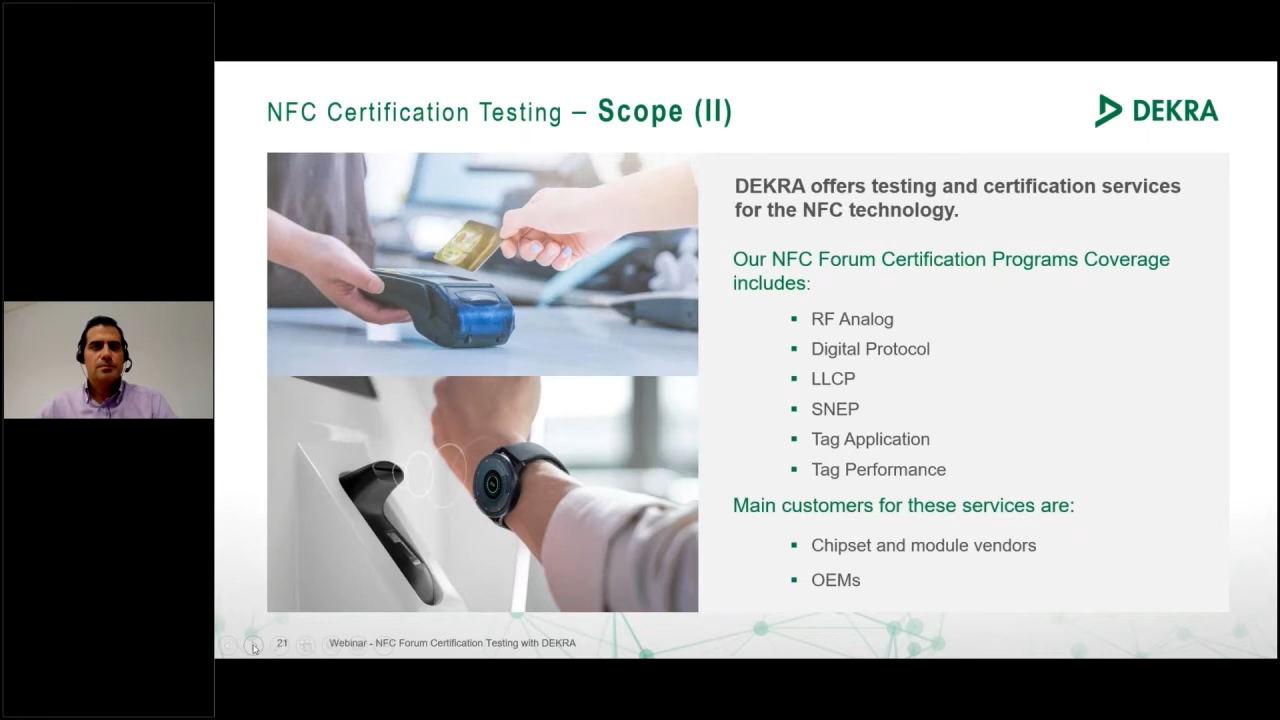 NFC Certification Testing – Scope (II)
DEKRA
DEKRA offers testing and certification services
for the NFC technology.
Our NFC Forum Certification Programs Coverage
includes:
▪ RF Analog
▪ Digital Protocol
▪ LLCP
▪ SNEP
▪ Tag Application
▪ Tag Performance
Main customers for these services are:
▪ Chipset and module vendors
▪ OEMs
21
Webinar - NFC Forum Certification Testing with DEKRA